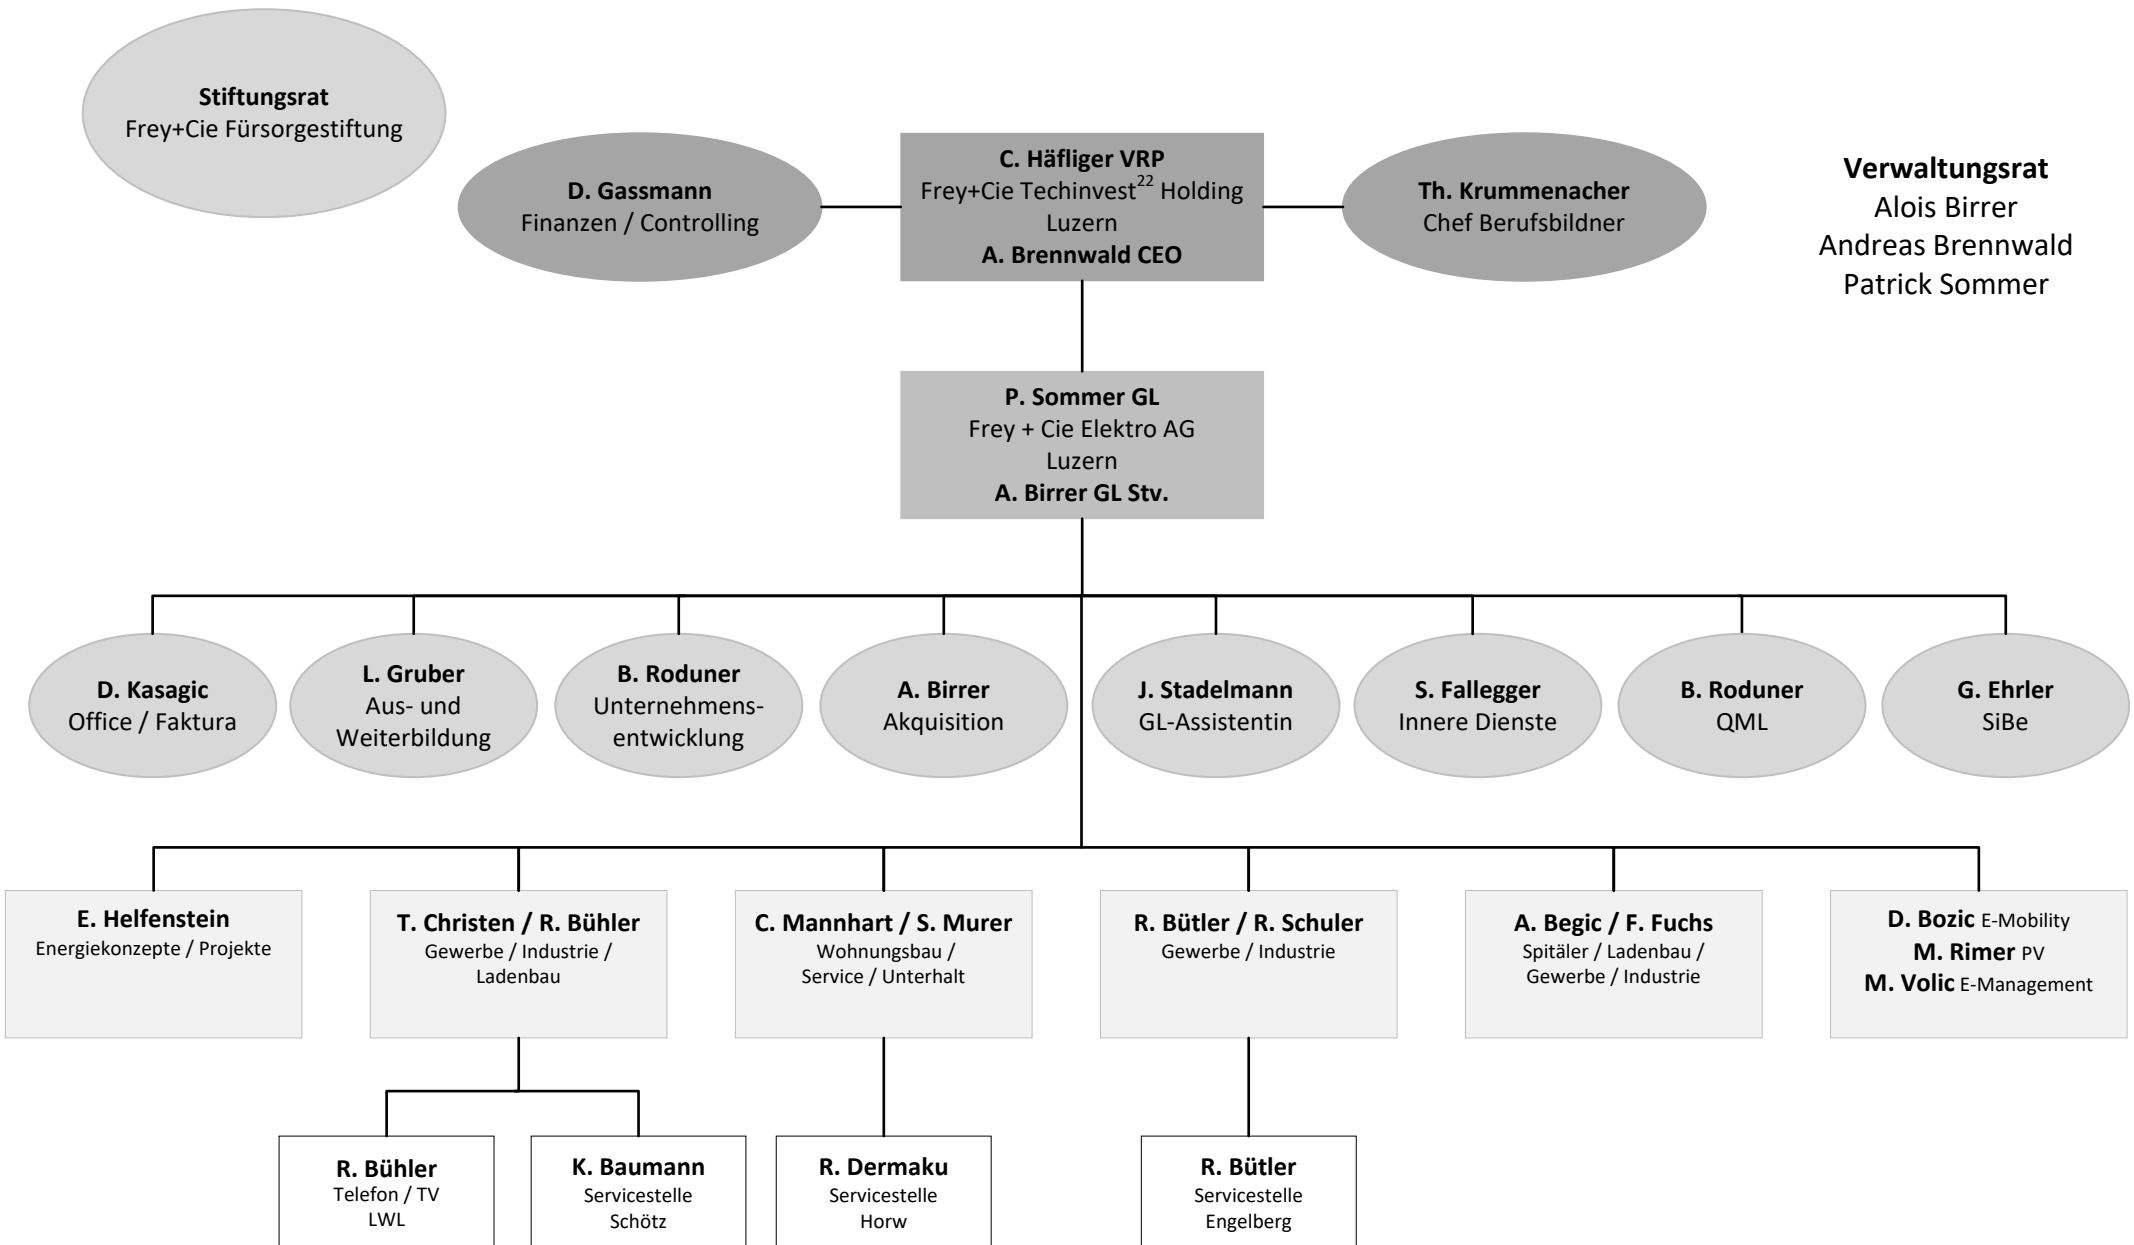 Stiftungsrat
Frey+Cie Fürsorgestiftung
D. Gassmann
Finanzen / Controlling
C. Häfliger VRP
Frey+Cie Techinvest²² Holding
Luzern
A. Brennwald CEO
Th. Krummenacher
Chef Berufsbildner
Verwaltungsrat
Alois Birrer
Andreas Brennwald
Patrick Sommer
P. Sommer GL
Frey + Cie Elektro AG
Luzern
A. Birrer GL Stv.
D. Kasagic
Office / Faktura
L. Gruber
Aus- und
Weiterbildung
B. Roduner
Unternehmens-
entwicklung
A. Birrer
Akquisition
J. Stadelmann
GL-Assistentin
S. Fallegger
Innere Dienste
B. Roduner
QML
G. Ehrler
SiBe
E. Helfenstein
Energiekonzepte / Projekte
T. Christen / R. Bühler
Gewerbe / Industrie /
Ladenbau
C. Mannhart / S. Murer
Wohnungsbau /
Service / Unterhalt
R. Bütler / R. Schuler
Gewerbe / Industrie
A. Begic / F. Fuchs
Spitäler / Ladenbau /
Gewerbe / Industrie
D. Bozic E-Mobility
M. Rimer PV
M. Volic E-Management
R. Bühler
Telefon / TV
LWL
K. Baumann
Servicestelle
Schötz
R. Dermaku
Servicestelle
Horw
R. Bütler
Servicestelle
Engelberg